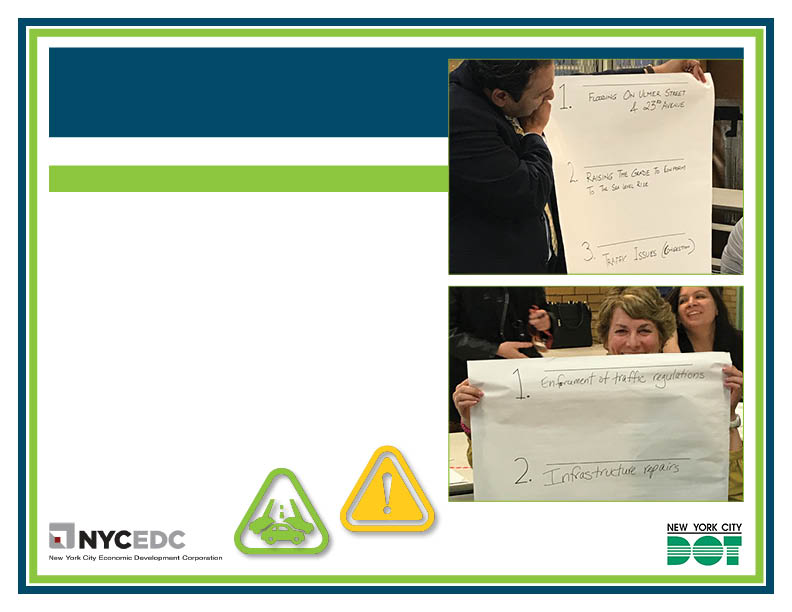 1.
FLOODING ON ULMER STREET
& 23RD AVENUE
2.
RAISING THE GRADE TO CONFORM
TO THE SEA LEVEL RISE
3.
TRAFFIC ISSUES (CONGESTION)
1.
Enforcment of traffic regulations
2.
Infrastructure repairs
!
NYCEDC
New York City Economic Development Corporation
NEW YORK CITY
DOT